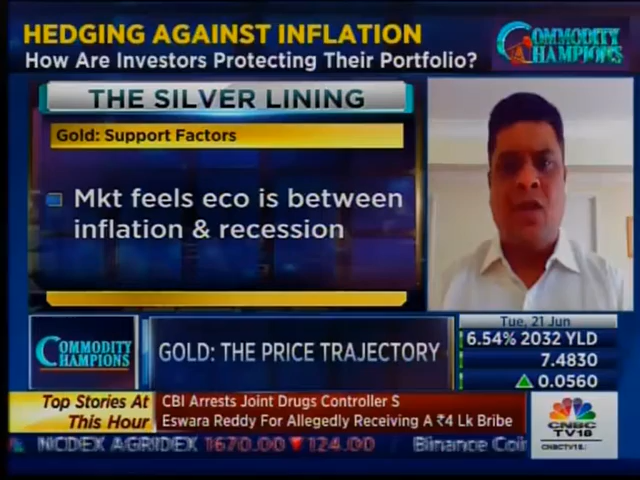 HEDGING AGAINST INFLATION
How Are Investors Protecting Their Portfolio?
COMMODITY
CHAMPIONS
THE SILVER LINING
Gold: Support Factors
Mkt feels eco is between
inflation & recession
COMMODITY
CHAMPIONS
GOLD: THE PRICE TRAJECTORY
Tue, 21 Jun
6.54% 2032 YLD
7.4830
▲ 0.0560
Top Stories At
This Hour
CBI Arrests Joint Drugs Controller S
Eswara Reddy For Allegedly Receiving A ₹4 Lk Bribe
CNBC
TV18
NCDEX AGRIDEX 1670.00 ▼ 124.00 Binance Coin